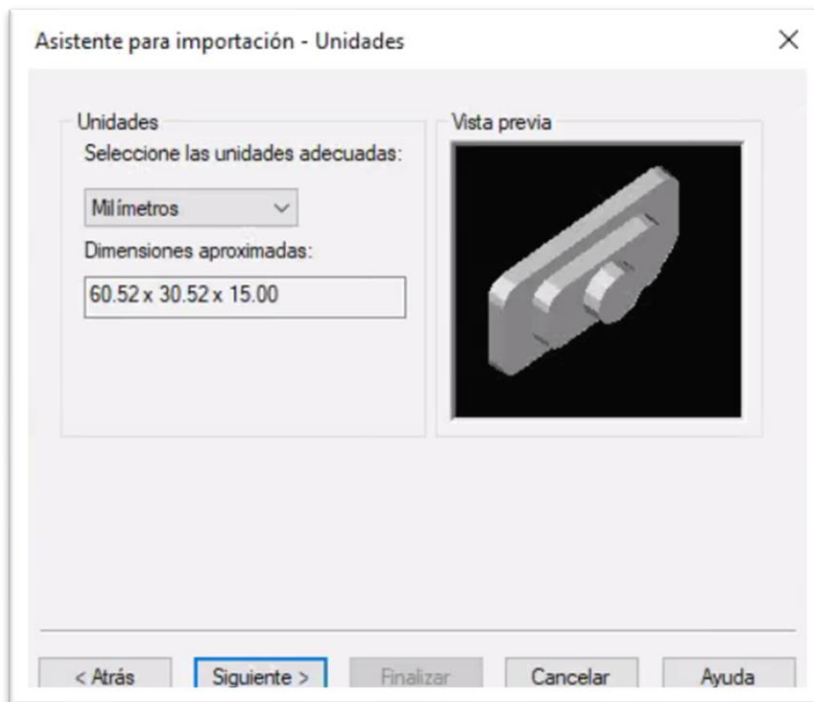 Asistente para importación - Unidades
Unidades
Seleccione las unidades adecuadas:
Milímetros
Dimensiones aproximadas:
60.52 x 30.52 x 15.00
Vista previa
< Atrás
Siguiente >
Finalizar
Cancelar
Ayuda